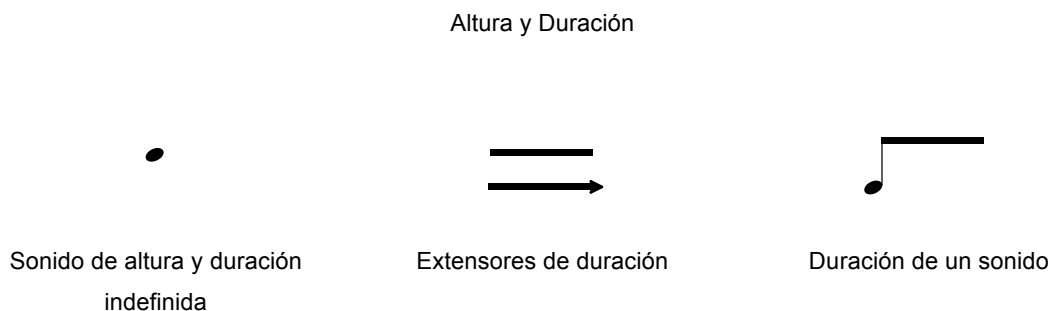 Altura y Duración
Sonido de altura y duración
indefinida
Extensores de duración
Duración de un sonido